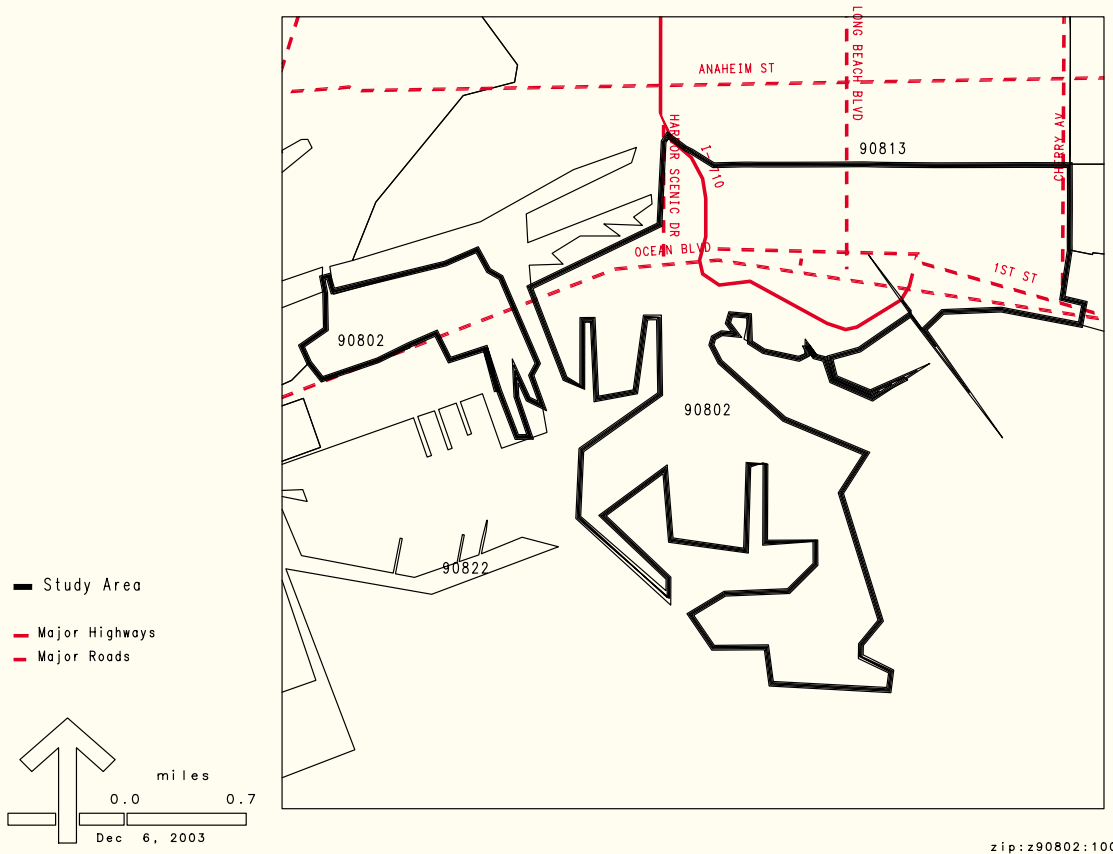 LONG BEACH BLVD
ANAHEIM ST
HARBOR SCENIC DR
I-710
90813
CHERRY AV
OCEAN BLVD
1ST ST
90802
90802
90822
Study Area
Major Highways
Major Roads
miles
0.0 0.7
Dec 6, 2003
zip:z90802:100